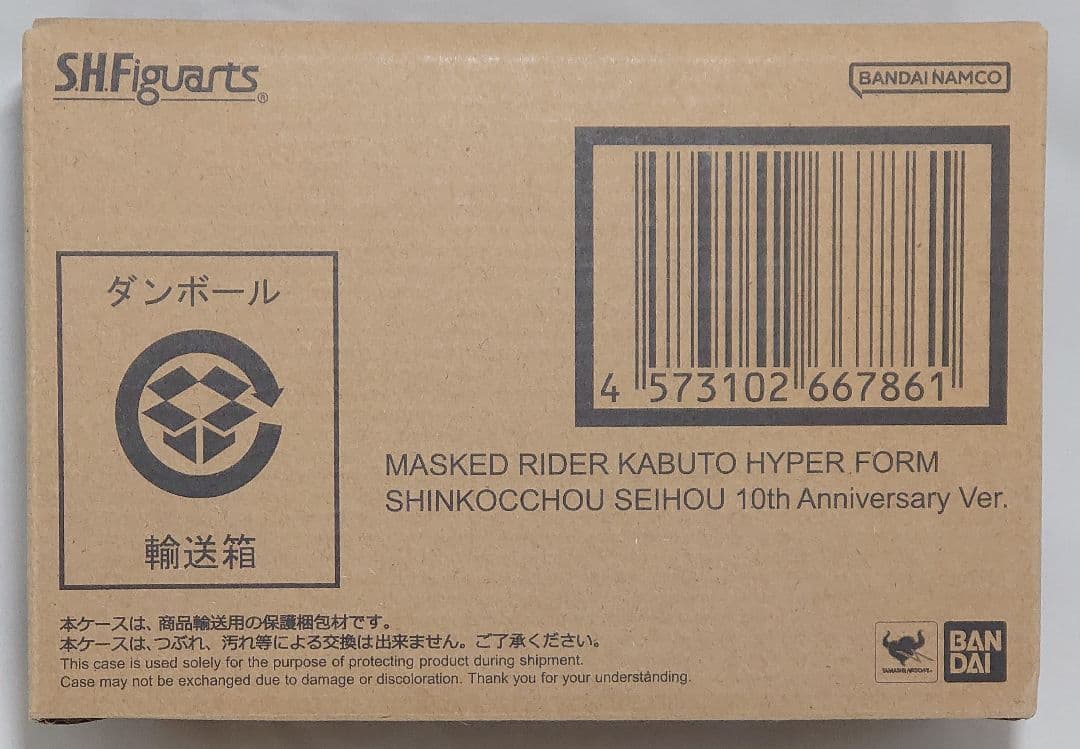 S.H.Figuarts®
BANDAI NAMCO
4 573102 667861
ダンボール
輸送箱
MASKED RIDER KABUTO HYPER FORM
SHINKOCCHOU SEIHOU 10th Anniversary Ver.
本ケースは、商品輸送用の保護梱包材です。
本ケースは、つぶれ、汚れ等による交換は出来ません。ご了承ください。
This case is used solely for the purpose of protecting product during shipment.
Case may not be exchanged due to damage or discoloration. Thank you for your understanding.
BAN
DAI